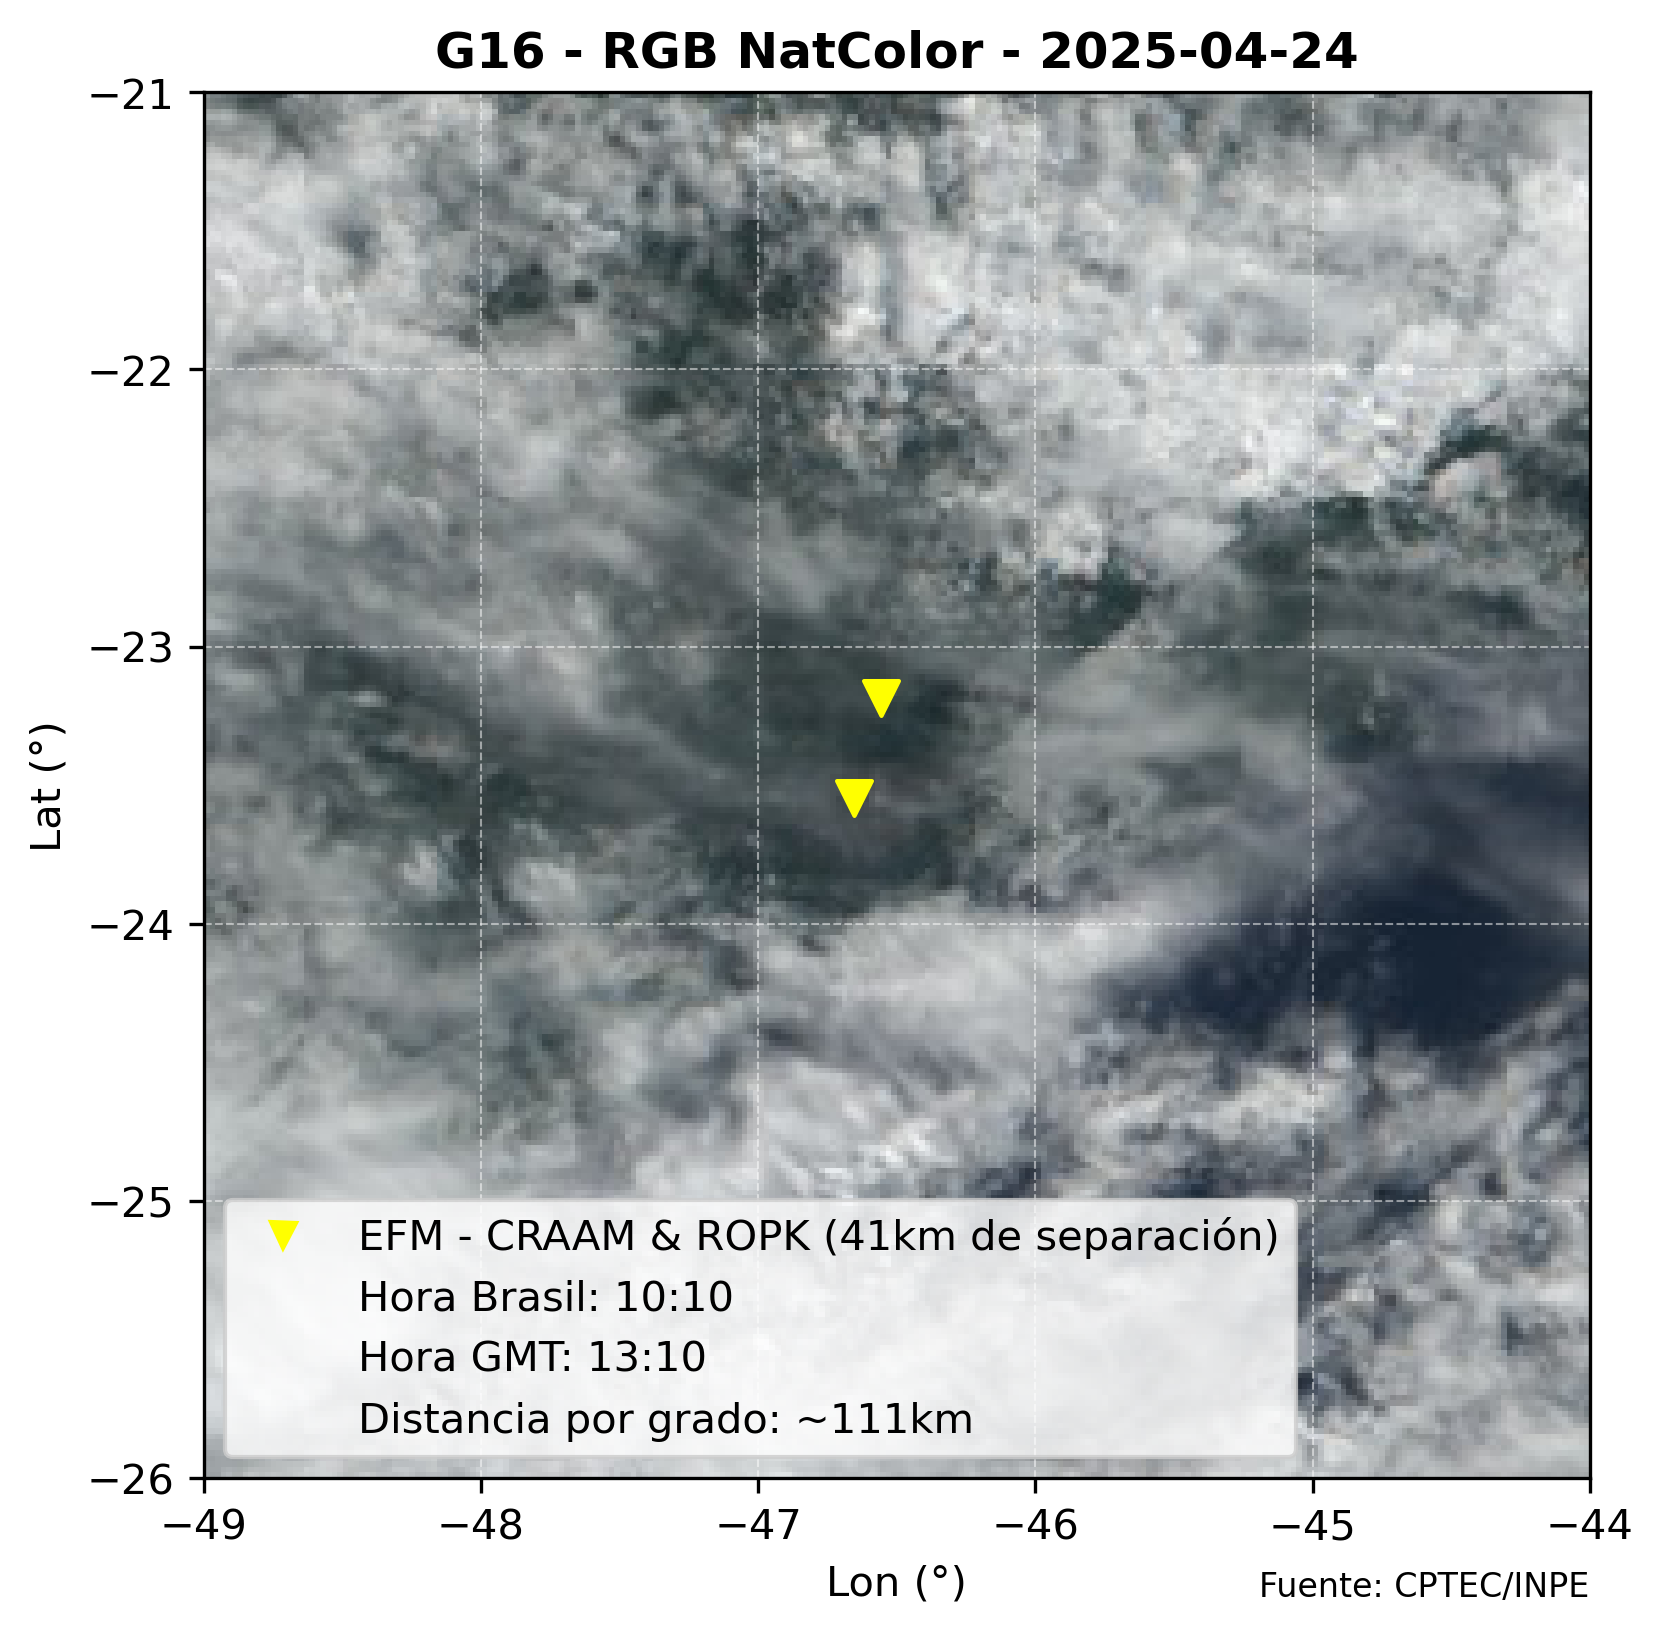 G16 - RGB NatColor - 2025-04-24
−21
−22
−23
−24
−25
−26
Lat (°)
EFM - CRAAM & ROPK (41km de separación)
Hora Brasil: 10:10
Hora GMT: 13:10
Distancia por grado: ~111km
−49 −48 −47 −46 −45 −44
Lon (°)
Fuente: CPTEC/INPE